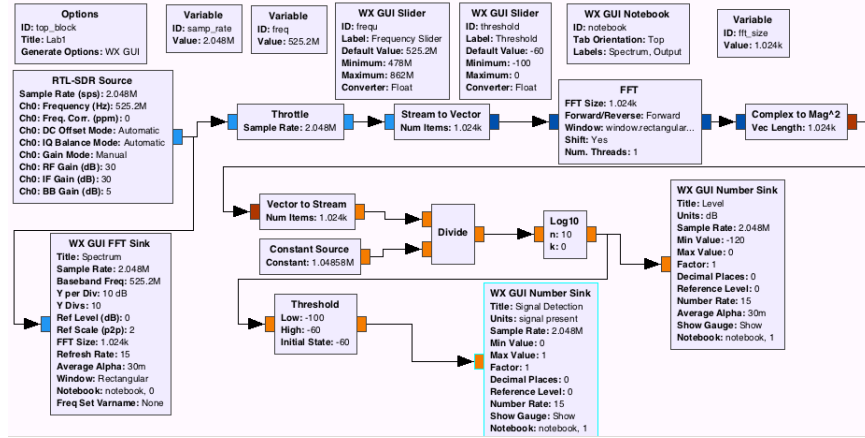 Options
ID: top_block
Title: Lab1
Generate Options: WX GUI
Variable
ID: samp_rate
Value: 2.048M
Variable
ID: freq
Value: 525.2M
WX GUI Slider
ID: frequ
Label: Frequency Slider
Default Value: 525.2M
Minimum: 478M
Maximum: 862M
Converter: Float
WX GUI Slider
ID: threshold
Label: Threshold
Default Value: -60
Minimum: -100
Maximum: 0
Converter: Float
WX GUI Notebook
ID: notebook
Tab Orientation: Top
Labels: Spectrum, Output
Variable
ID: fft_size
Value: 1.024k
RTL-SDR Source
Sample Rate (sps): 2.048M
Ch0: Frequency (Hz): 525.2M
Ch0: Freq. Corr. (ppm): 0
Ch0: DC Offset Mode: Automatic
Ch0: IQ Balance Mode: Automatic
Ch0: Gain Mode: Manual
Ch0: RF Gain (dB): 30
Ch0: IF Gain (dB): 30
Ch0: BB Gain (dB): 5
Throttle
Sample Rate: 2.048M
Stream to Vector
Num Items: 1.024k
FFT
FFT Size: 1.024k
Forward/Reverse: Forward
Window: window.rectangular...
Shift: Yes
Num. Threads: 1
Complex to Mag^2
Vec Length: 1.024k
Vector to Stream
Num Items: 1.024k
Constant Source
Constant: 1.04858M
Divide
Log10
n: 10
k: 0
WX GUI Number Sink
Title: Level
Units: dB
Sample Rate: 2.048M
Min Value: -120
Max Value: 0
Factor: 1
Decimal Places: 0
Reference Level: 0
Number Rate: 15
Average Alpha: 30m
Show Gauge: Show
Notebook: notebook, 1
WX GUI FFT Sink
Title: Spectrum
Sample Rate: 2.048M
Baseband Freq: 525.2M
Y per Div: 10 dB
Y Divs: 10
Ref Level (dB): 0
Ref Scale (p2p): 2
FFT Size: 1.024k
Refresh Rate: 15
Average Alpha: 30m
Window: Rectangular
Notebook: notebook, 0
Freq Set Varname: None
Threshold
Low: -100
High: -60
Initial State: -60
WX GUI Number Sink
Title: Signal Detection
Units: signal present
Sample Rate: 2.048M
Min Value: 0
Max Value: 1
Factor: 1
Decimal Places: 0
Reference Level: 0
Number Rate: 15
Show Gauge: Show
Notebook: notebook, 1